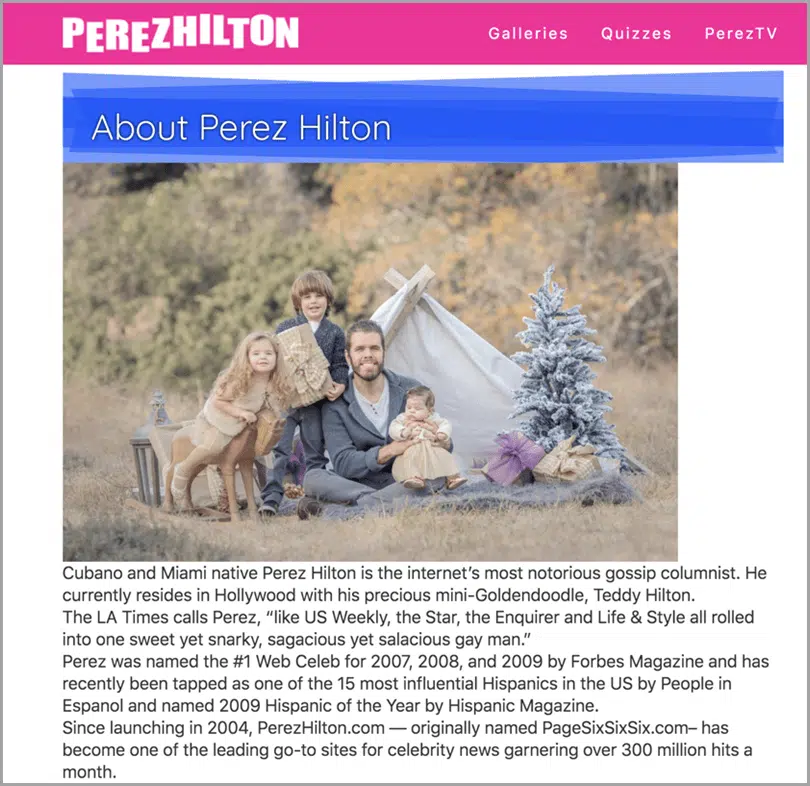 PEREZHILTON
Galleries Quizzes PerezTV
About Perez Hilton
Cubano and Miami native Perez Hilton is the internet’s most notorious gossip columnist. He
currently resides in Hollywood with his precious mini-Goldendoodle, Teddy Hilton.
The LA Times calls Perez, “like US Weekly, the Star, the Enquirer and Life & Style all rolled
into one sweet yet snarky, sagacious yet salacious gay man.”
Perez was named the #1 Web Celeb for 2007, 2008, and 2009 by Forbes Magazine and has
recently been tapped as one of the 15 most influential Hispanics in the US by People in
Espanol and named 2009 Hispanic of the Year by Hispanic Magazine.
Since launching in 2004, PerezHilton.com — originally named PageSixSixSix.com– has
become one of the leading go-to sites for celebrity news garnering over 300 million hits a
month.